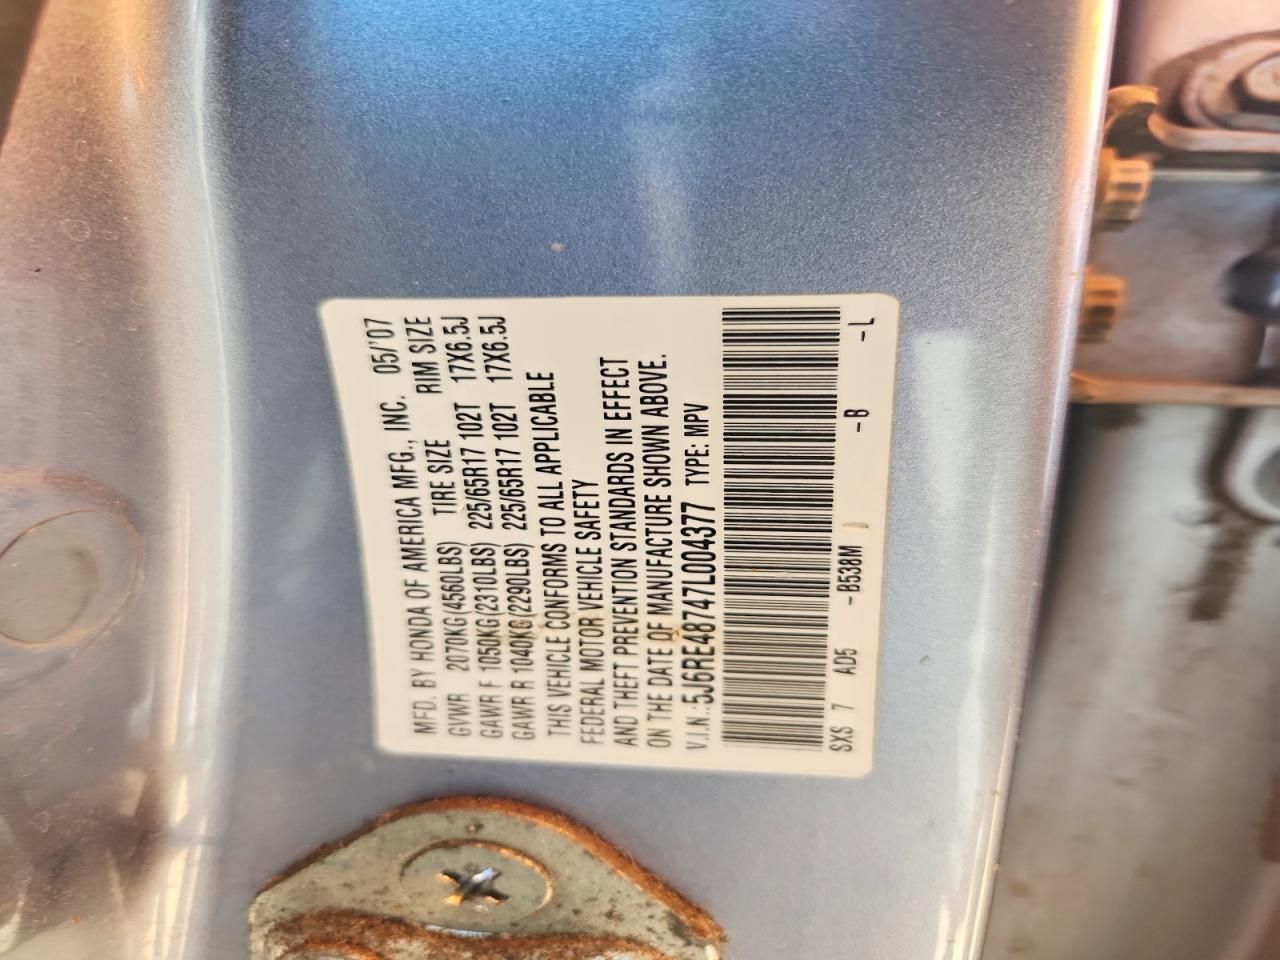 MFD. BY HONDA OF AMERICA MFG., INC. 05/'07
GVWR 2070KG(4560LBS) TIRE SIZE RIM SIZE
GAWR F 1050KG(2310LBS) 225/65R17 102T 17X6.5J
GAWR R 1040KG(2290LBS) 225/65R17 102T 17X6.5J
THIS VEHICLE CONFORMS TO ALL APPLICABLE
FEDERAL MOTOR VEHICLE SAFETY
AND THEFT PREVENTION STANDARDS IN EFFECT
ON THE DATE OF MANUFACTURE SHOWN ABOVE.
V.I.N.:5J6RE48747L004377 TYPE: MPV
SXS 7 AD5 -B538M -B -L